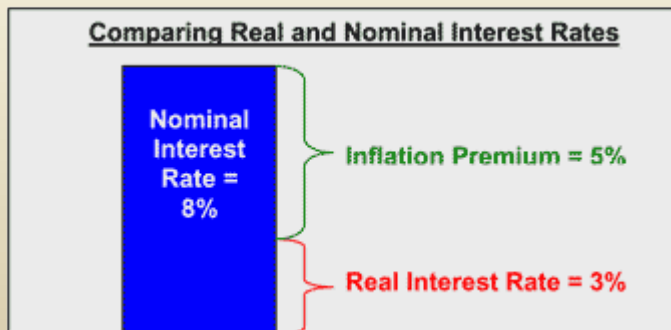 Comparing Real and Nominal Interest Rates
Nominal
Interest
Rate =
8%
Inflation Premium = 5%
Real Interest Rate = 3%